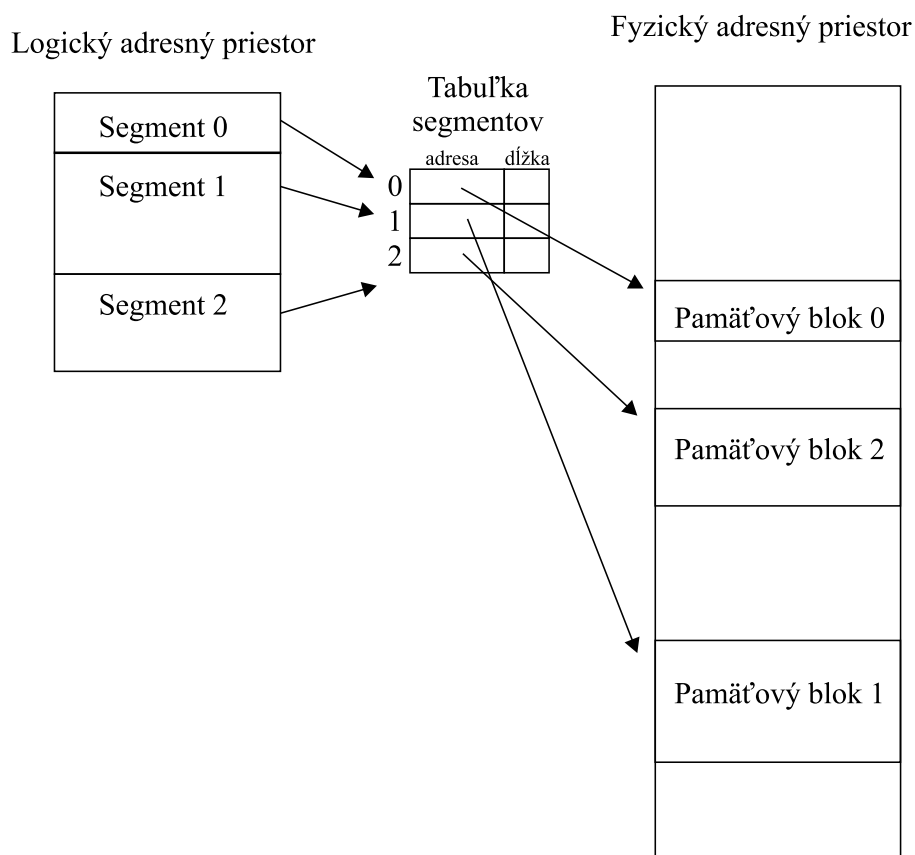 Logický adresný priestor
Segment 0
Segment 1
Segment 2
Tabuľka
segmentov
adresa dĺžka
0
1
2
Fyzický adresný priestor
Pamäťový blok 0
Pamäťový blok 2
Pamäťový blok 1